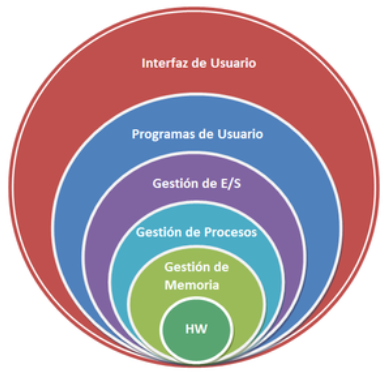 Interfaz de Usuario
Programas de Usuario
Gestión de E/S
Gestión de Procesos
Gestión de
Memoria
HW